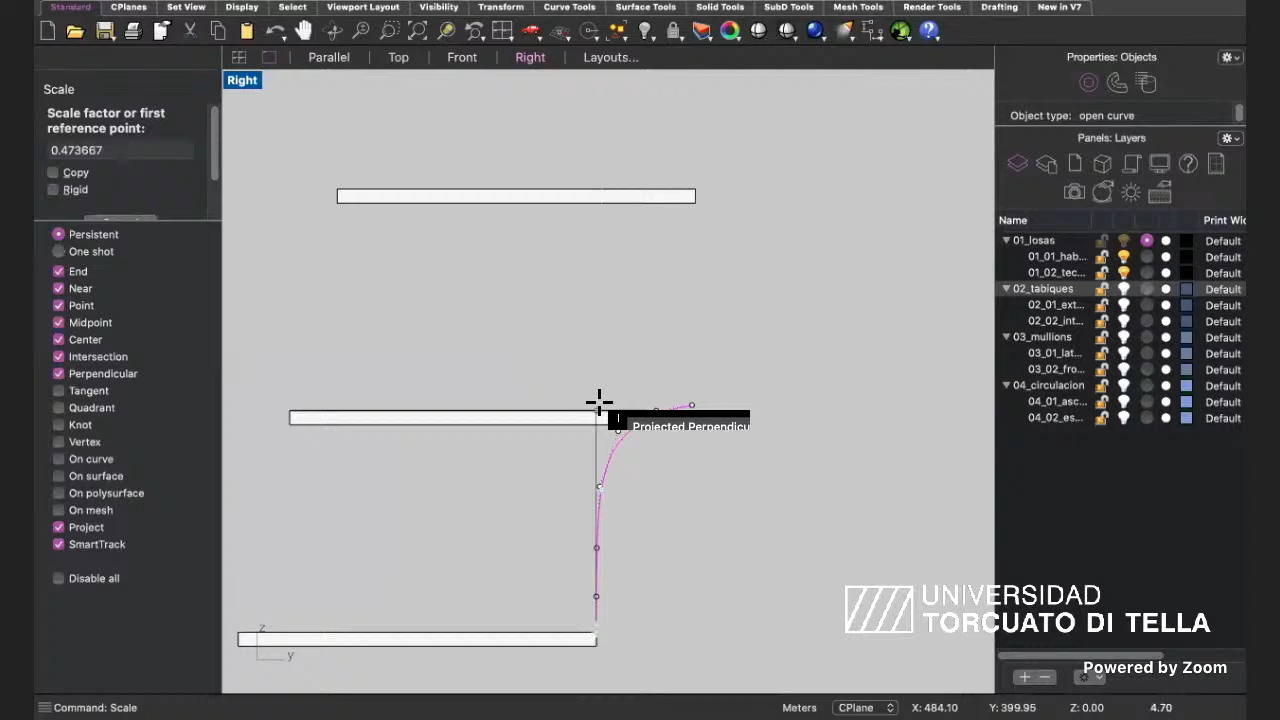 Standard CPlanes Set View Display Select Viewport Layout Visibility Transform Curve Tools Surface Tools Solid Tools SubD Tools Mesh Tools Render Tools Drafting New in V7
Parallel Top Front Right Layouts...
Properties: Objects
Right
Scale
Scale factor or first
reference point:
0.473667
Copy
Rigid
Object type: open curve
Panels: Layers
Persistent
One shot
End
Near
Point
Midpoint
Center
Intersection
Perpendicular
Tangent
Quadrant
Knot
Vertex
On curve
On surface
On polysurface
On mesh
Project
SmartTrack
Disable all
Name Print Wi
01_losas Default
01_01_hab... Default
01_02_tec... Default
02_tabiques Default
02_01_ext... Default
02_02_int... Default
03_mullions Default
03_01_lat... Default
03_02_fro... Default
04_circulacion Default
04_01_asc... Default
04_02_es... Default
Projected Perpendicu
z
y
UNIVERSIDAD
TORCUATO DI TELLA
Powered by Zoom
Command: Scale Meters CPlane X: 484.10 Y: 399.95 Z: 0.00 4.70